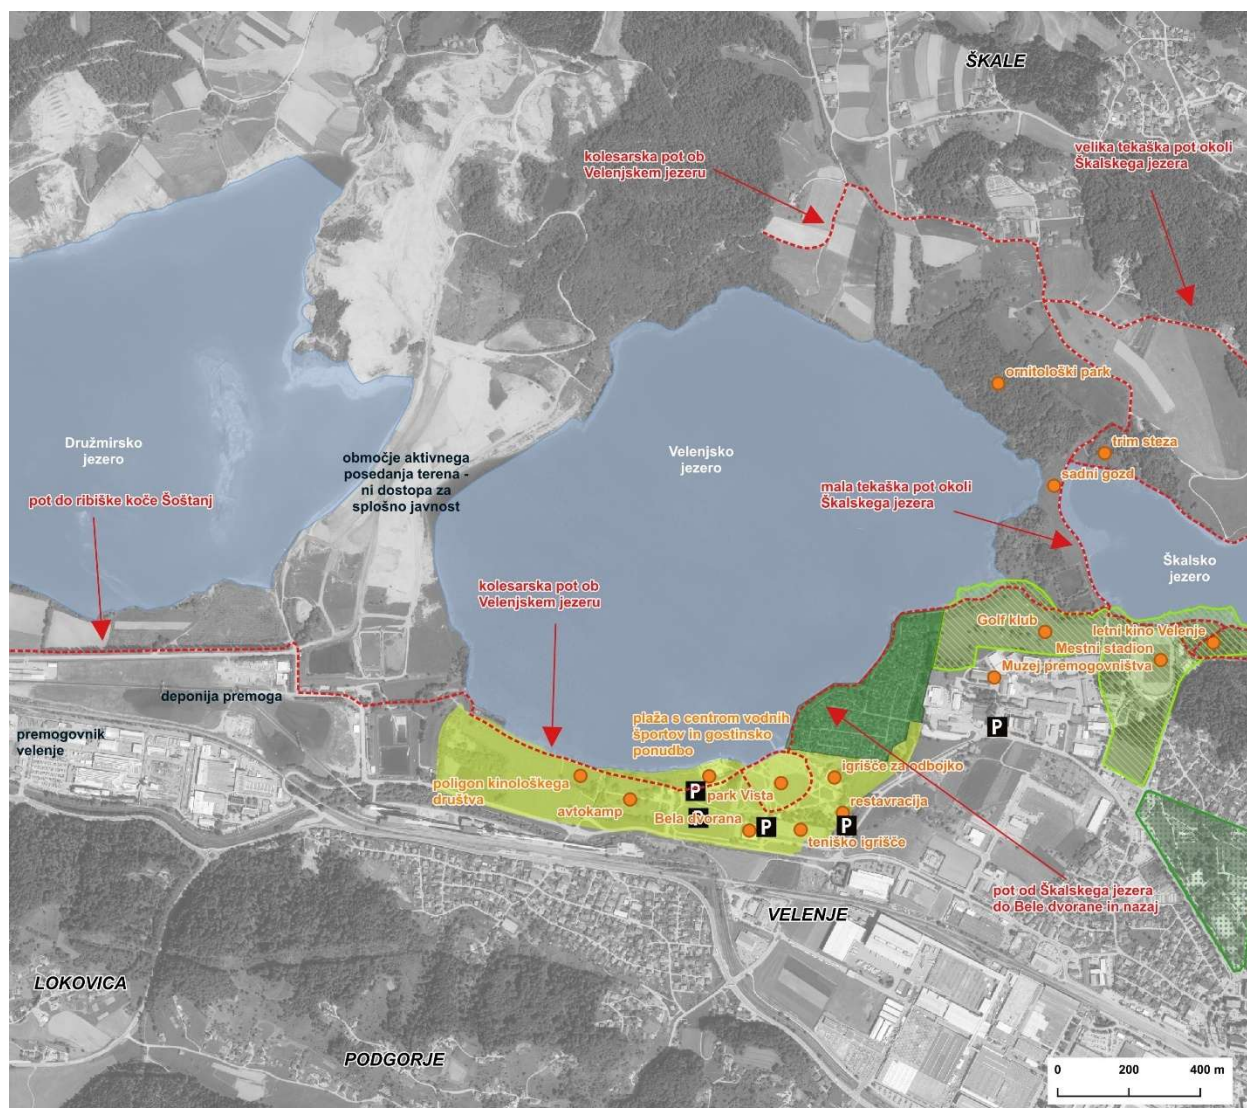 ŠKALE
velika tekaška pot okoli
Škalskega jezera
kolesarska pot ob
Velenjskem jezeru
ornitološki park
trim steza
sadni gozd
Družmirsko
jezero
Velenjsko
jezero
območje aktivnega
posedanja terena -
ni dostopa za
splošno javnost
pot do ribiške koče Šoštanj
mala tekaška pot okoli
Škalskega jezera
Škalsko
jezero
kolesarska pot ob
Velenjskem jezeru
Golf klub
letni kino Velenje
Mestni stadion
Muzej premogovništva
deponija premoga
premogovnik
velenje
plaža s centrom vodnih
športov in gostinsko
ponudbo
P
igrišče za odbojko
poligon kinološkega
društva
P
park Vista
avtokamp
restavracija
Bela dvorana
P
P
P
teniško igrišče
pot od Škalskega jezera
do Bele dvorane in nazaj
VELENJE
LOKOVICA
PODGORJE
0 200 400 m